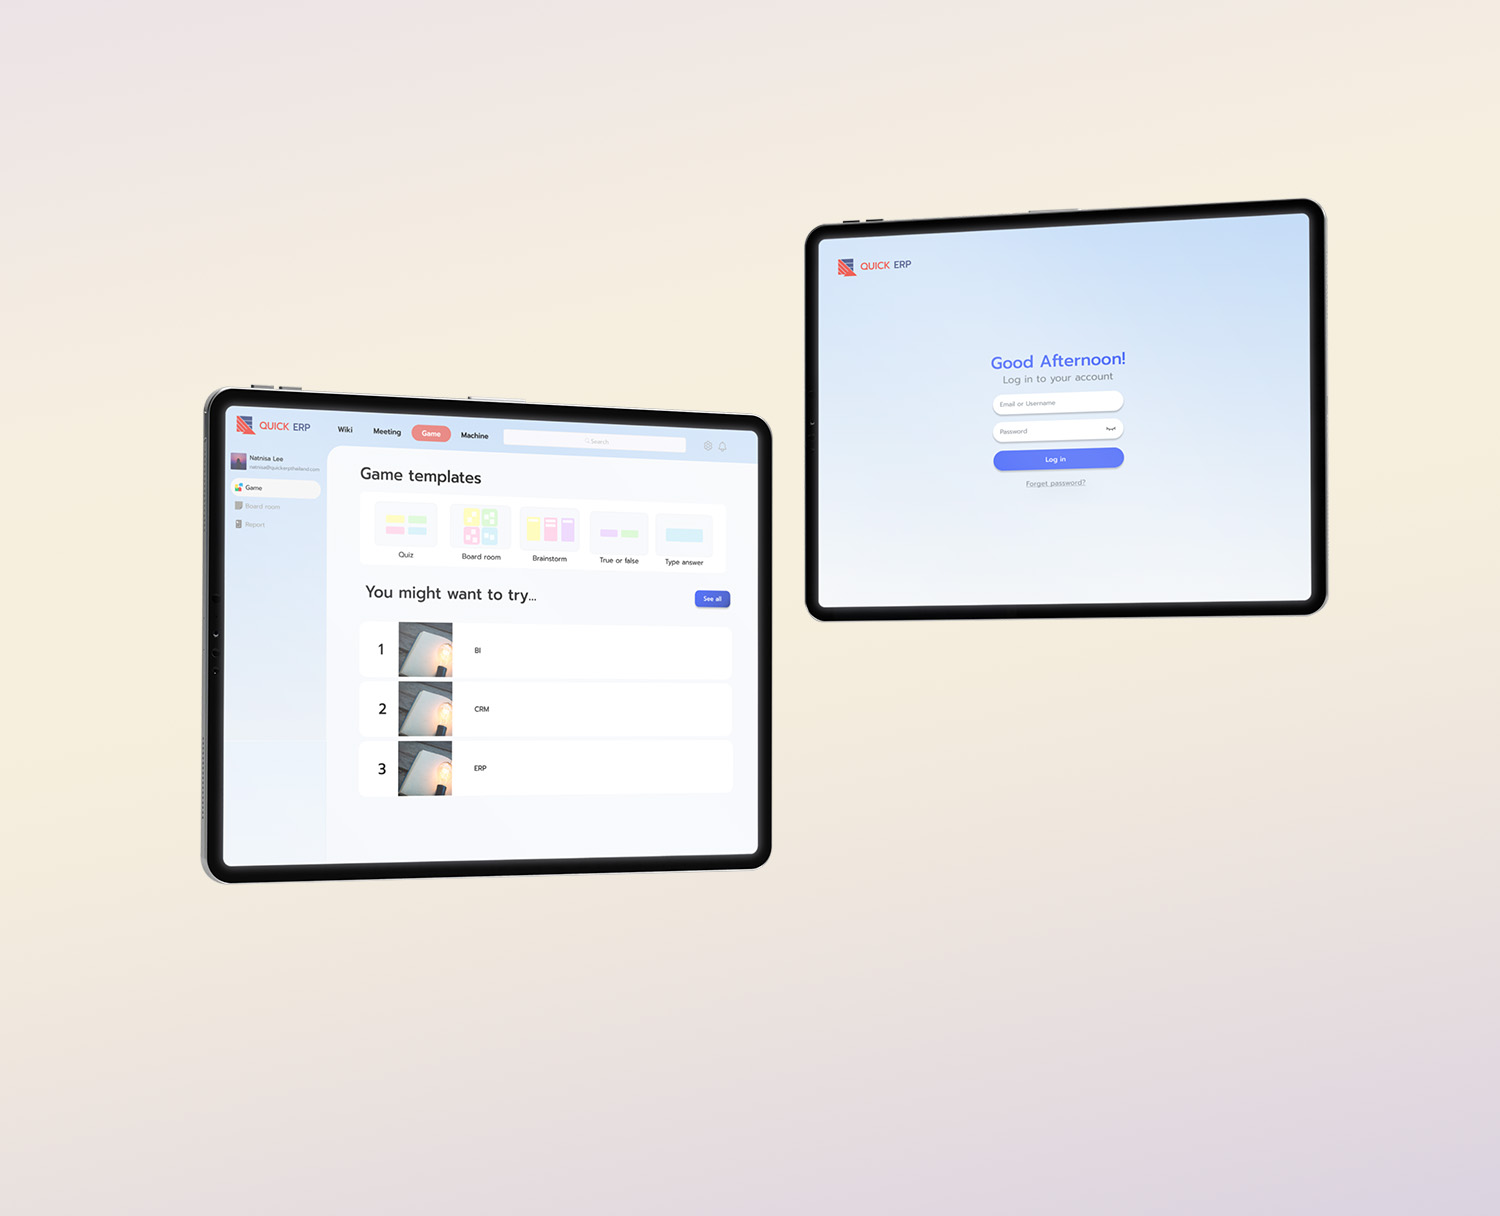 QUICK ERP
Wiki
Meeting
Game
Machine
Search
Natnisa Lee
natnisa@quickerpthailand.com
Game
Board room
Report
Game templates
Quiz
Board room
Brainstorm
True or false
Type answer
You might want to try...
See all
1
BI
2
CRM
3
ERP
QUICK ERP
Good Afternoon!
Log in to your account
Email or Username
Password
Log in
Forget password?